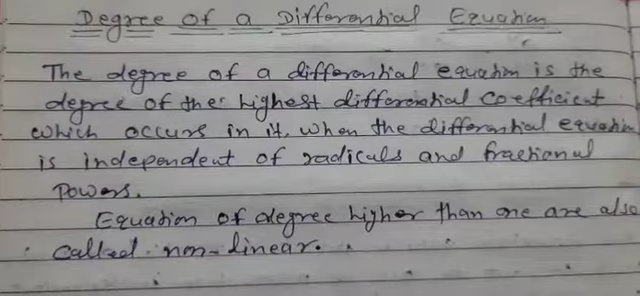 Degree of a Differential Equation
The degree of a differential equation is the
degree of the highest differential coefficient
which occurs in it, when the differential equation
is independent of radicals and fractional
powers.
Equation of degree higher than one are also
called non-linear.